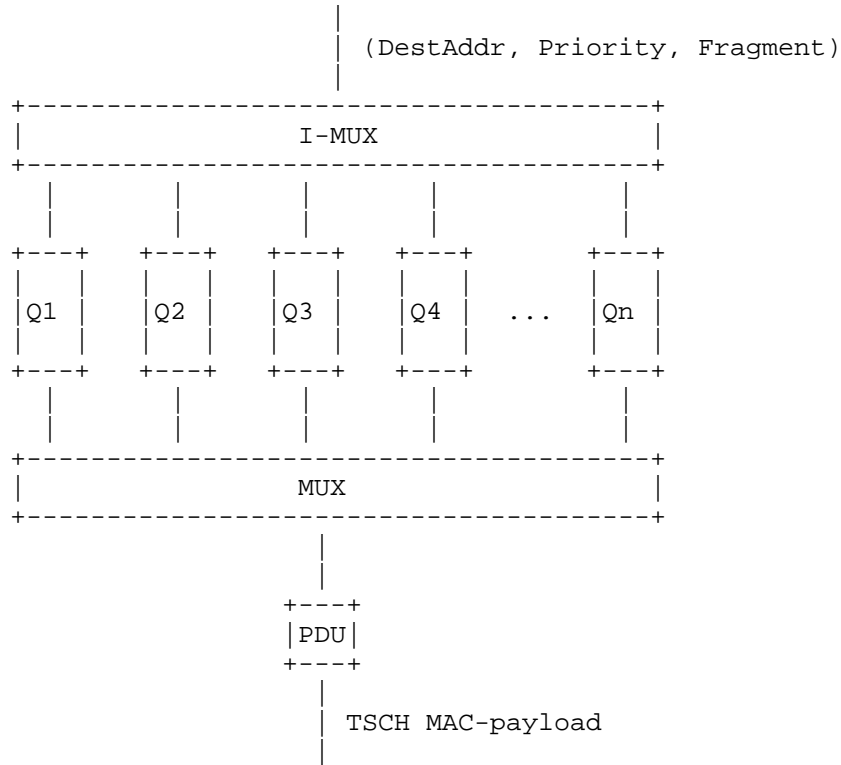 (DestAddr, Priority, Fragment)
I-MUX
Q1 Q2 Q3 Q4 ... Qn
MUX
PDU
TSCH MAC-payload